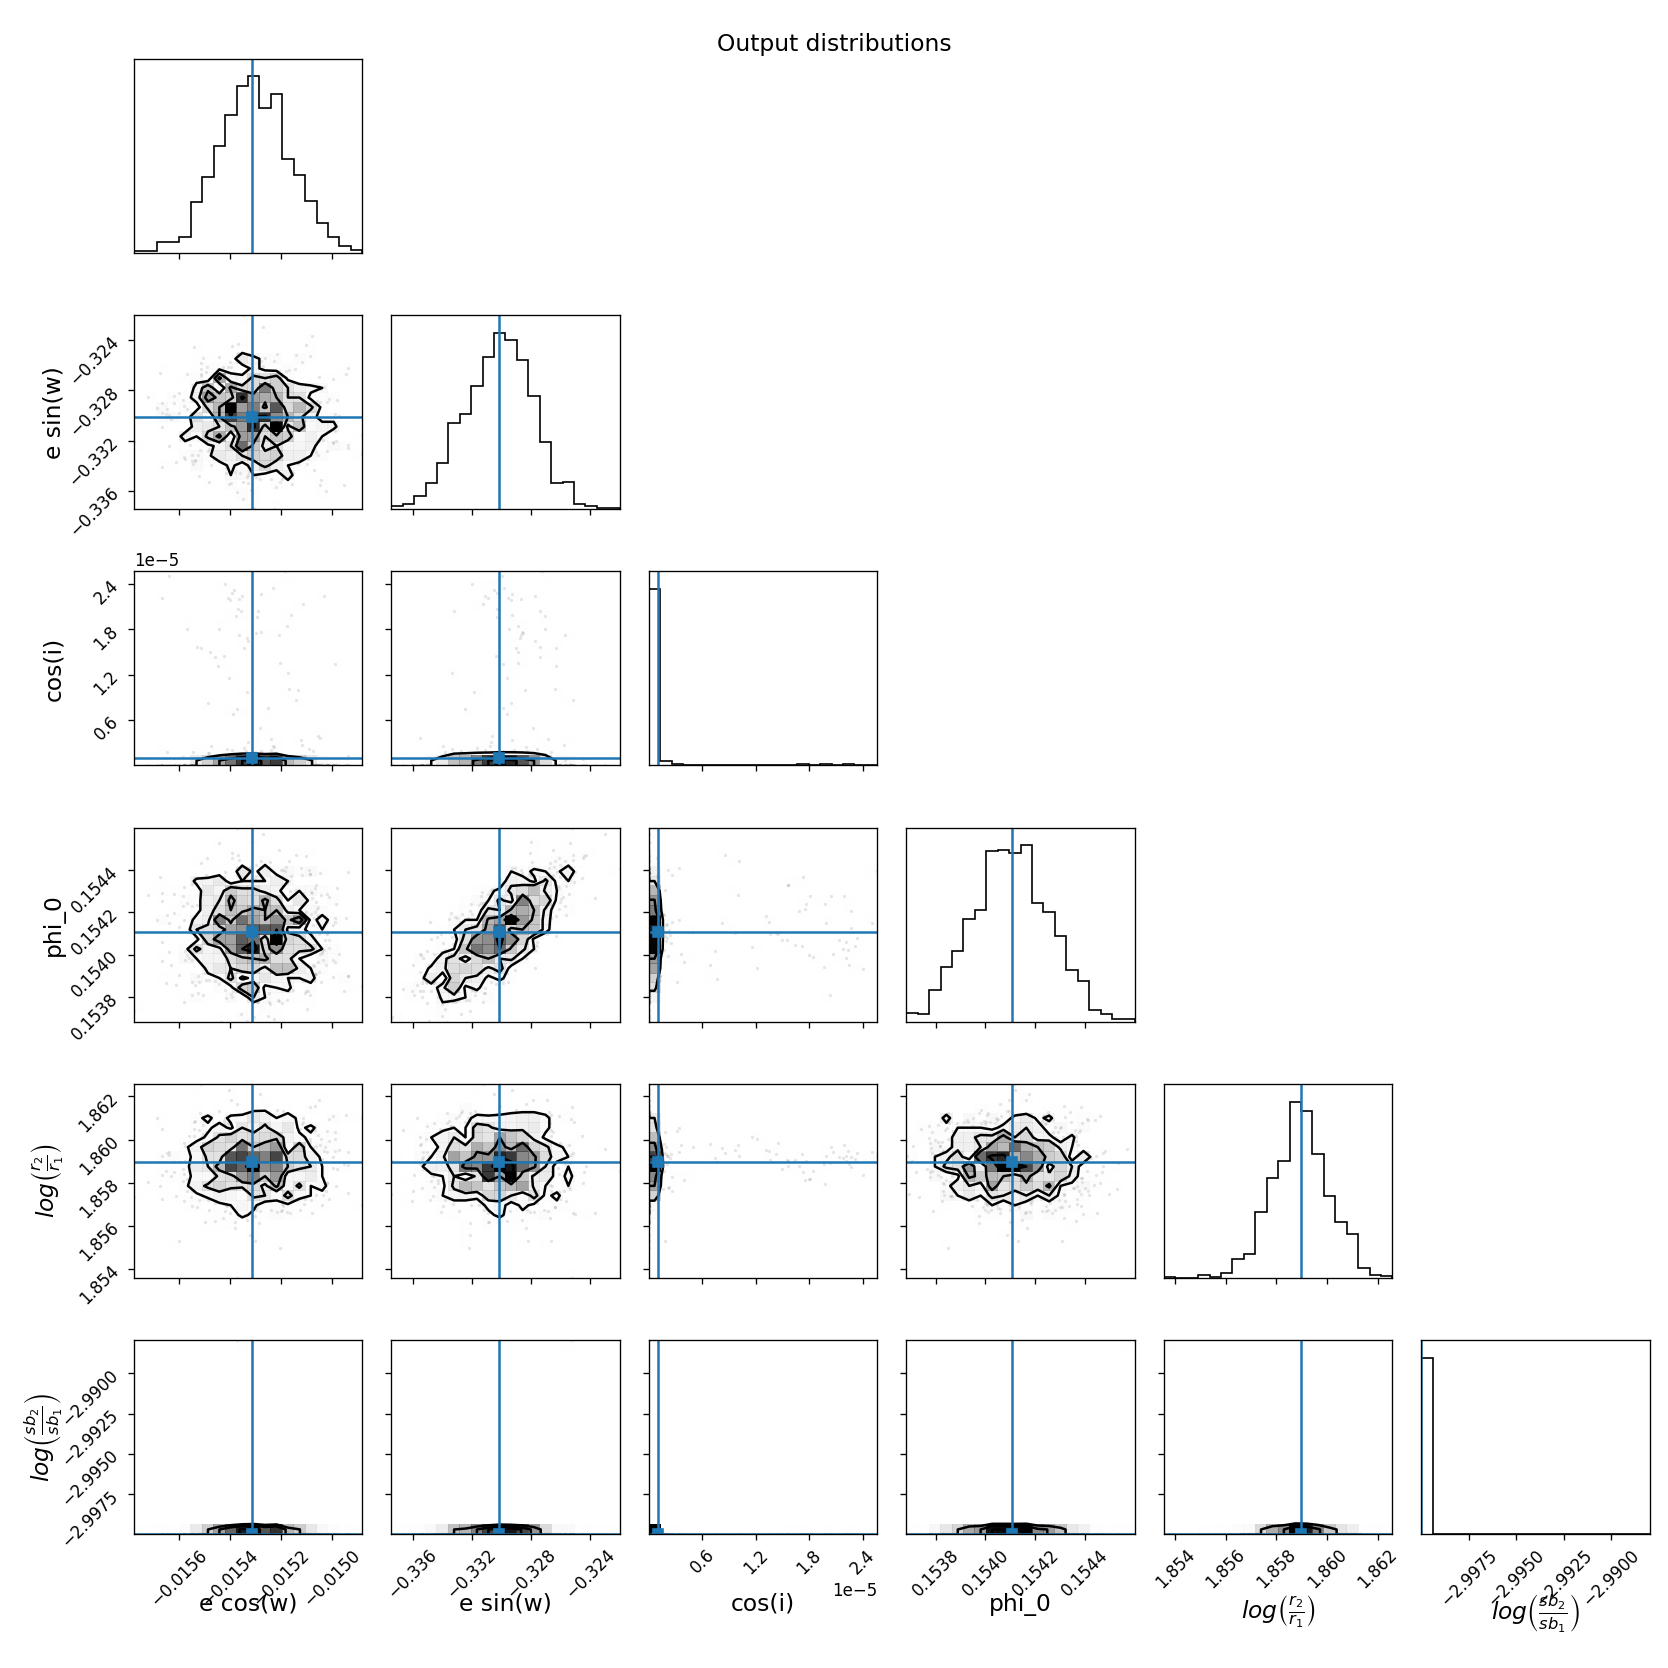 Output distributions
e sin(w)
−0.324
−0.328
−0.332
−0.336
1e−5
cos(i)
2.4
1.8
1.2
0.6
phi_0
0.1544
0.1542
0.1540
0.1538
log(r₂/r₁)
1.862
1.860
1.858
1.856
1.854
log(sb₂/sb₁)
−2.9900
−2.9925
−2.9950
−2.9975
−0.0156 −0.0154 −0.0152 −0.0150
e cos(w)
−0.336 −0.332 −0.328 −0.324
e sin(w)
0.6 1.2 1.8 2.4
1e−5
cos(i)
0.1538 0.1540 0.1542 0.1544
phi_0
1.854 1.856 1.858 1.860 1.862
log(r₂/r₁)
−2.9975 −2.9950 −2.9925 −2.9900
log(sb₂/sb₁)